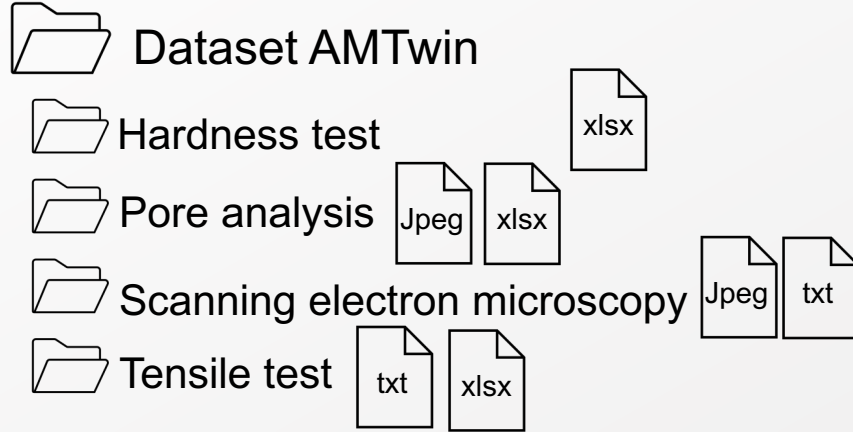 Dataset AMTwin
Hardness test xlsx
Pore analysis Jpeg xlsx
Scanning electron microscopy Jpeg txt
Tensile test txt xlsx